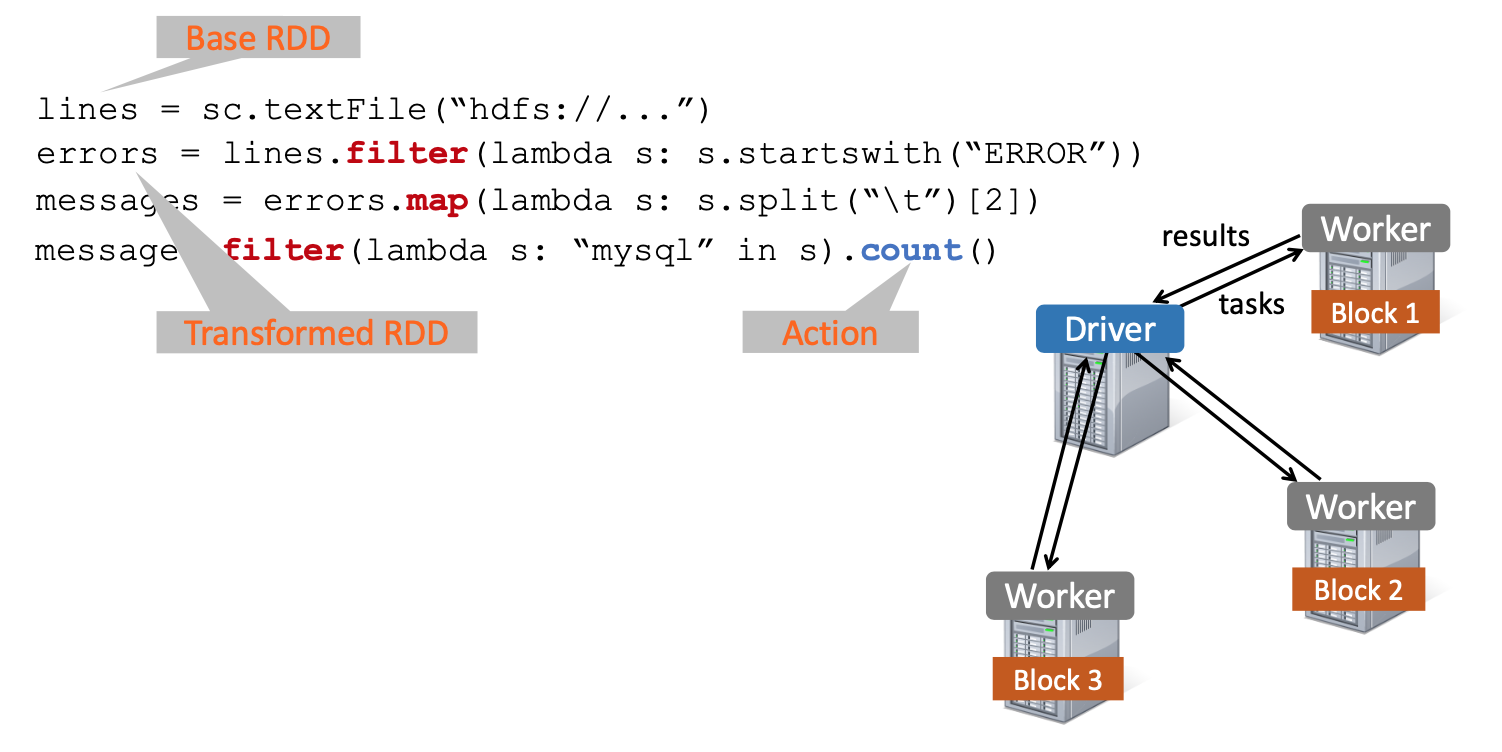 Base RDD
lines = sc.textFile(“hdfs://...”)
errors = lines.filter(lambda s: s.startswith(“ERROR”))
messages = errors.map(lambda s: s.split(“\t”)[2])
message filter(lambda s: “mysql” in s).count()
Transformed RDD
Action
results
tasks
Driver
Worker
Block 1
Worker
Block 2
Worker
Block 3